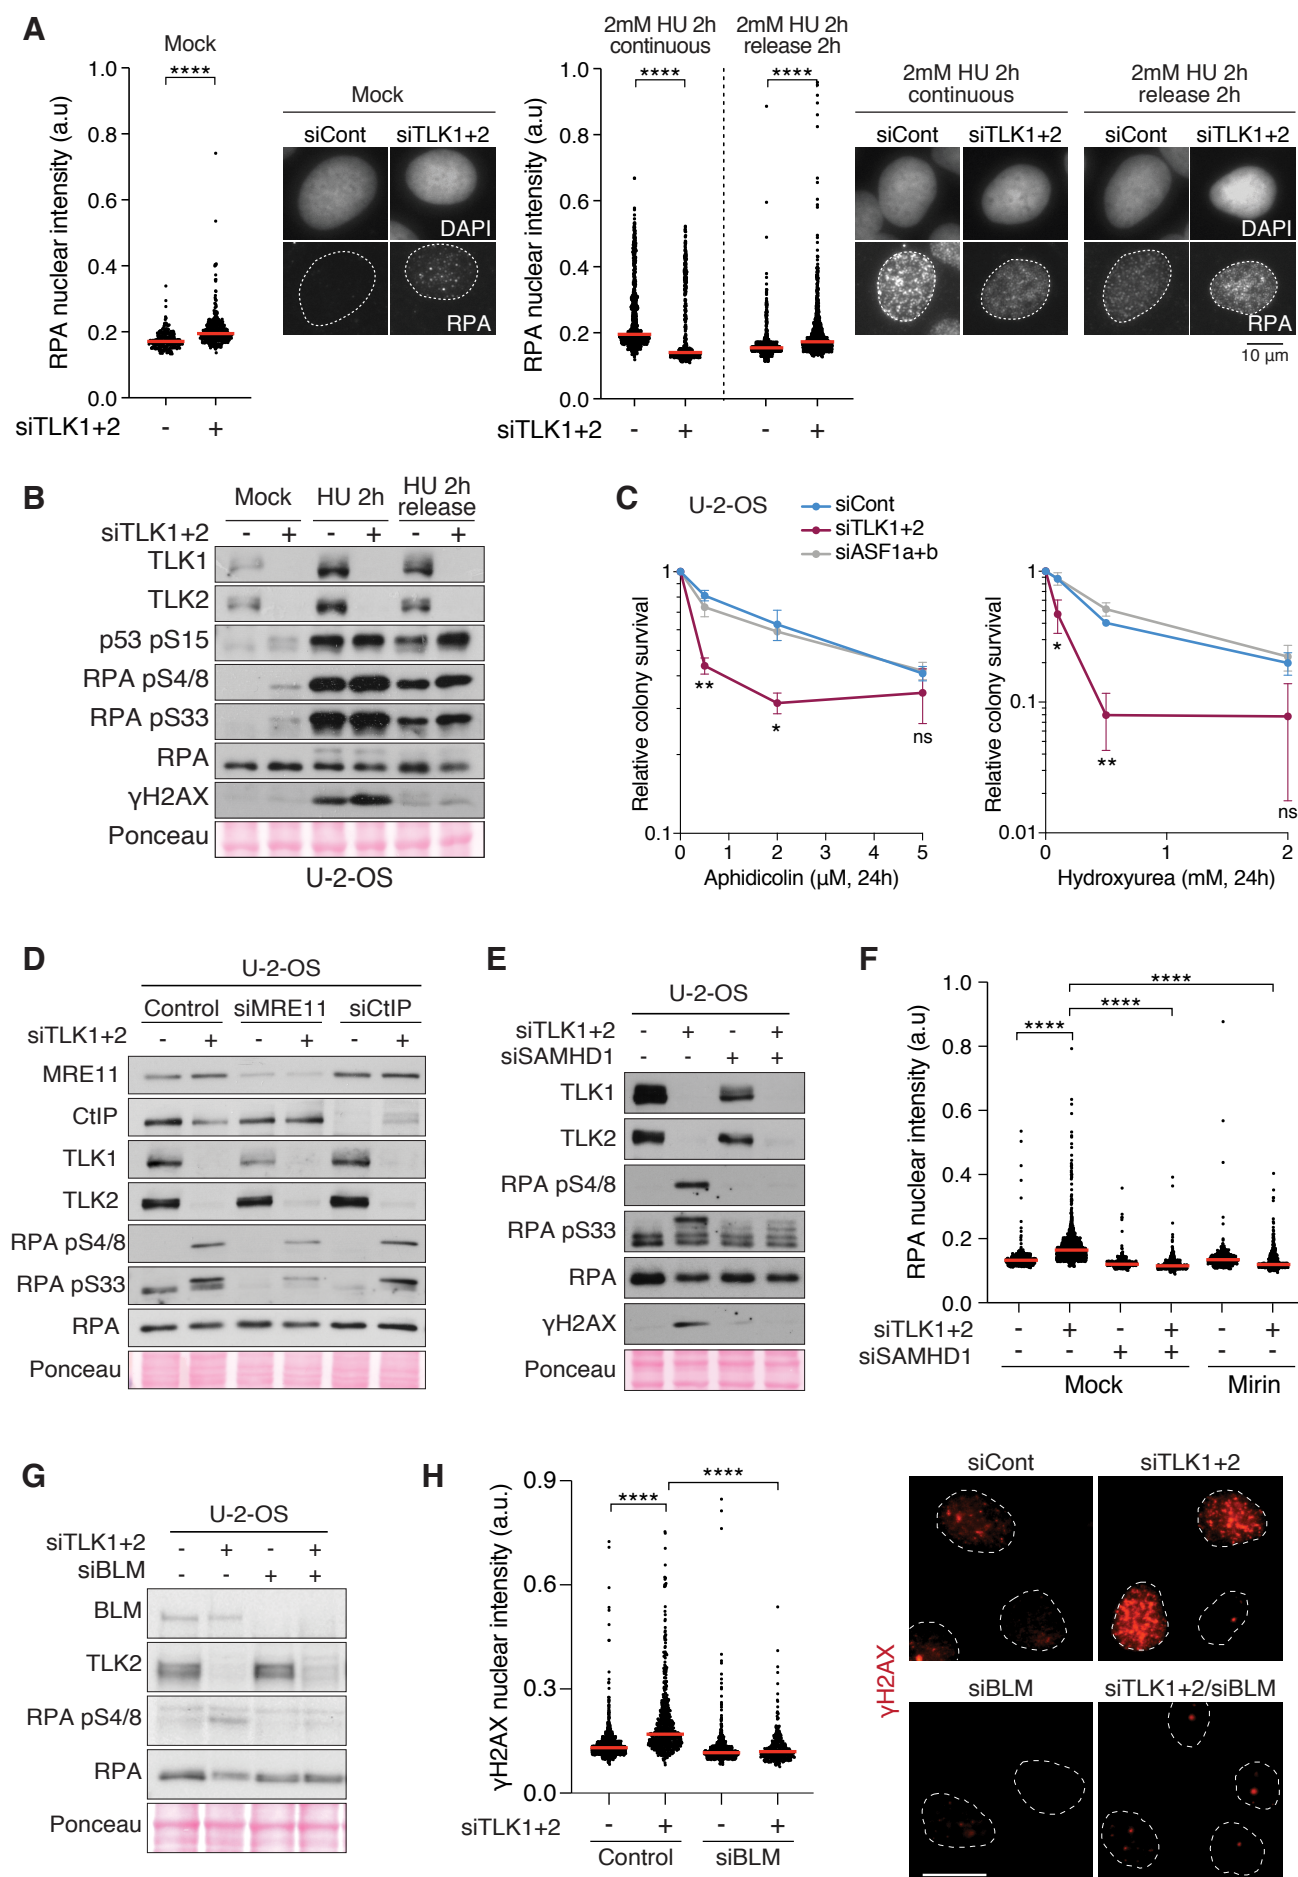 A
Mock
****
RPA nuclear intensity (a.u)
1.0
0.8
0.6
0.4
0.2
0.0
siTLK1+2
- +
Mock
siCont siTLK1+2
DAPI
RPA
2mM HU 2h continuous
2mM HU 2h release 2h
**** ****
RPA nuclear intensity (a.u)
1.0
0.8
0.6
0.4
0.2
0.0
siTLK1+2
- + - +
2mM HU 2h continuous
2mM HU 2h release 2h
siCont siTLK1+2 siCont siTLK1+2
DAPI
RPA
10 µm
B
Mock HU 2h HU 2h release
siTLK1+2 - + - + - +
TLK1
TLK2
p53 pS15
RPA pS4/8
RPA pS33
RPA
γH2AX
Ponceau
U-2-OS
C
U-2-OS
siCont
siTLK1+2
siASF1a+b
Relative colony survival
1
0.1
**
*
ns
0 1 2 3 4 5
Aphidicolin (µM, 24h)
Relative colony survival
1
0.1
0.01
*
**
ns
0 1 2
Hydroxyurea (mM, 24h)
D
U-2-OS
Control siMRE11 siCtIP
siTLK1+2 - + - + - +
MRE11
CtIP
TLK1
TLK2
RPA pS4/8
RPA pS33
RPA
Ponceau
E
U-2-OS
siTLK1+2 - + - +
siSAMHD1 - - + +
TLK1
TLK2
RPA pS4/8
RPA pS33
RPA
γH2AX
Ponceau
F
****
****
****
RPA nuclear intensity (a.u)
1.0
0.8
0.6
0.4
0.2
0.0
siTLK1+2 - + - + - +
siSAMHD1 - - + + - -
Mock Mirin
G
U-2-OS
siTLK1+2 - + - +
siBLM - - + +
BLM
TLK2
RPA pS4/8
RPA
Ponceau
H
****
****
γH2AX nuclear intensity (a.u.)
0.9
0.6
0.3
0.0
siTLK1+2 - + - +
Control siBLM
γH2AX
siCont siTLK1+2
siBLM siTLK1+2/siBLM